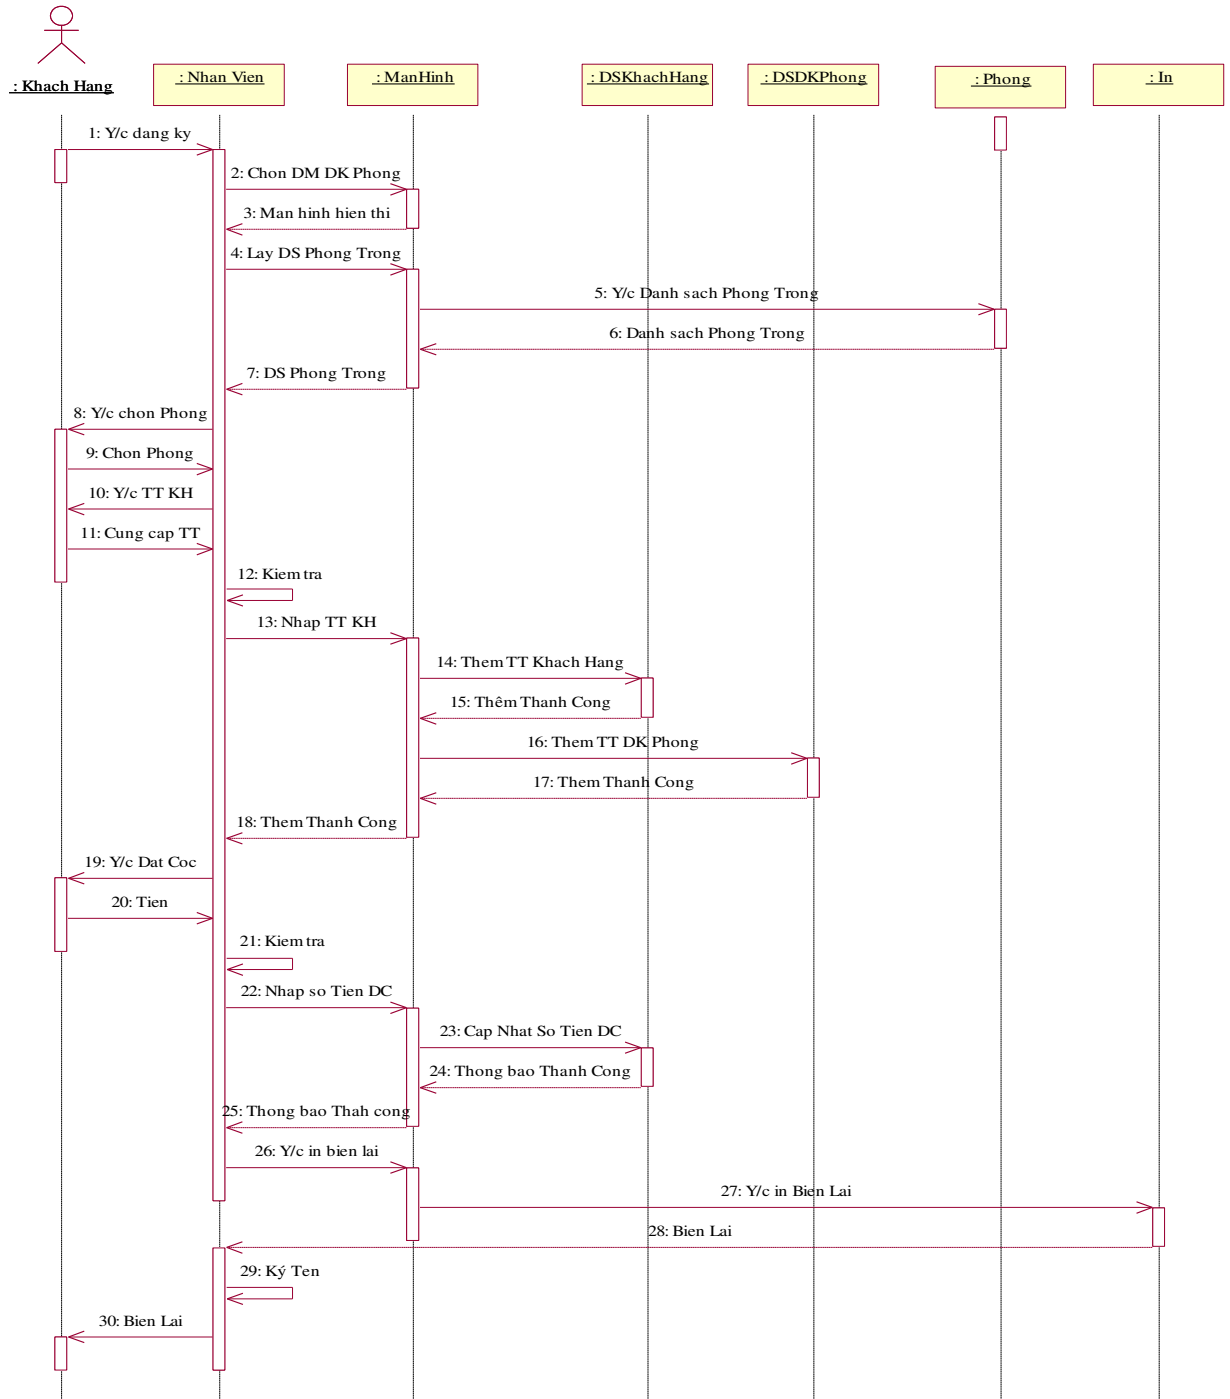 : Khach Hang
: Nhan Vien
: ManHinh
: DSKhachHang
: DSDKPhong
: Phong
: In
1: Y/c dang ky
2: Chon DM DK Phong
3: Man hinh hien thi
4: Lay DS Phong Trong
5: Y/c Danh sach Phong Trong
6: Danh sach Phong Trong
7: DS Phong Trong
8: Y/c chon Phong
9: Chon Phong
10: Y/c TT KH
11: Cung cap TT
12: Kiem tra
13: Nhap TT KH
14: Them TT Khach Hang
15: Thêm Thanh Cong
16: Them TT DK Phong
17: Them Thanh Cong
18: Them Thanh Cong
19: Y/c Dat Coc
20: Tien
21: Kiem tra
22: Nhap so Tien DC
23: Cap Nhat So Tien DC
24: Thong bao Thanh Cong
25: Thong bao Thah cong
26: Y/c in bien lai
27: Y/c in Bien Lai
28: Bien Lai
29: Ký Ten
30: Bien Lai